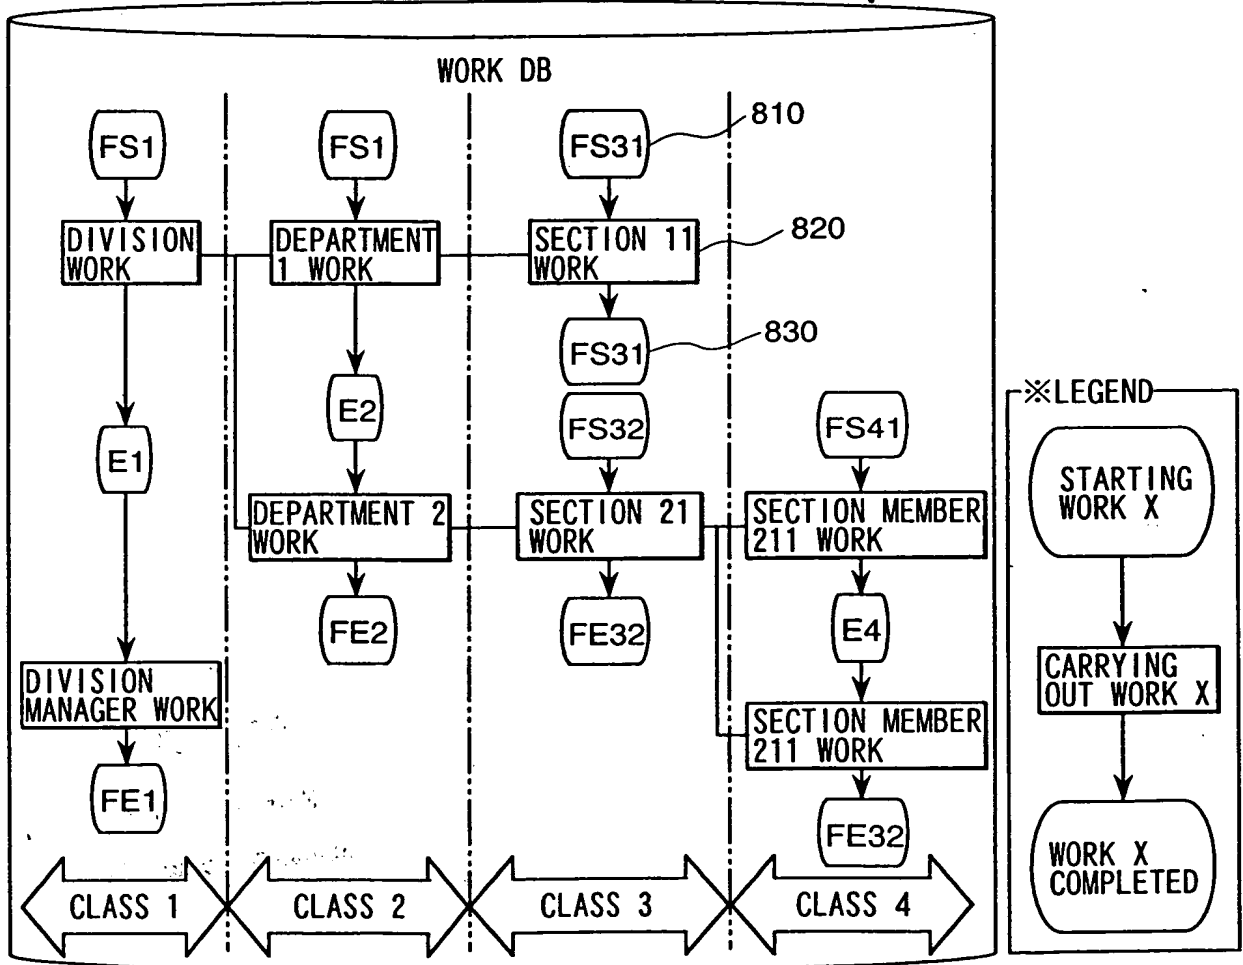 WORK DB
FS1
FS1
FS31
810
DIVISION
WORK
DEPARTMENT
1 WORK
SECTION 11
WORK
820
FS31
830
E1
E2
FS32
FS41
DEPARTMENT 2
WORK
SECTION 21
WORK
SECTION MEMBER
211 WORK
FE2
FE32
E4
DIVISION
MANAGER WORK
SECTION MEMBER
211 WORK
FE1
FE32
CLASS 1
CLASS 2
CLASS 3
CLASS 4
※LEGEND
STARTING
WORK X
CARRYING
OUT WORK X
WORK X
COMPLETED